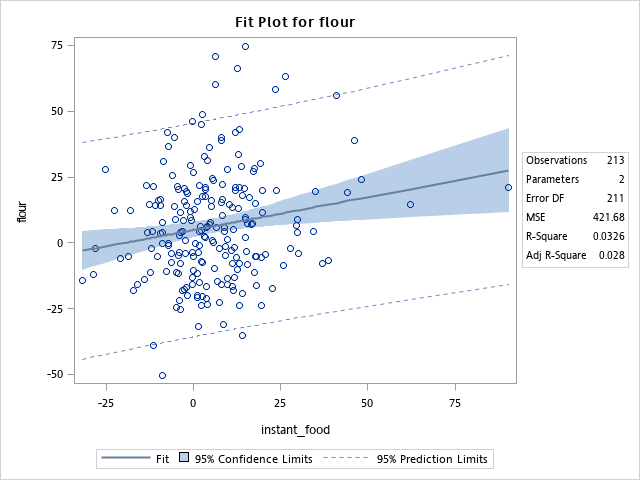 Fit Plot for flour
75
50
25
0
-25
-50
flour
-25
0
25
50
75
instant_food
Observations 213
Parameters 2
Error DF 211
MSE 421.68
R-Square 0.0326
Adj R-Square 0.028
Fit 95% Confidence Limits 95% Prediction Limits